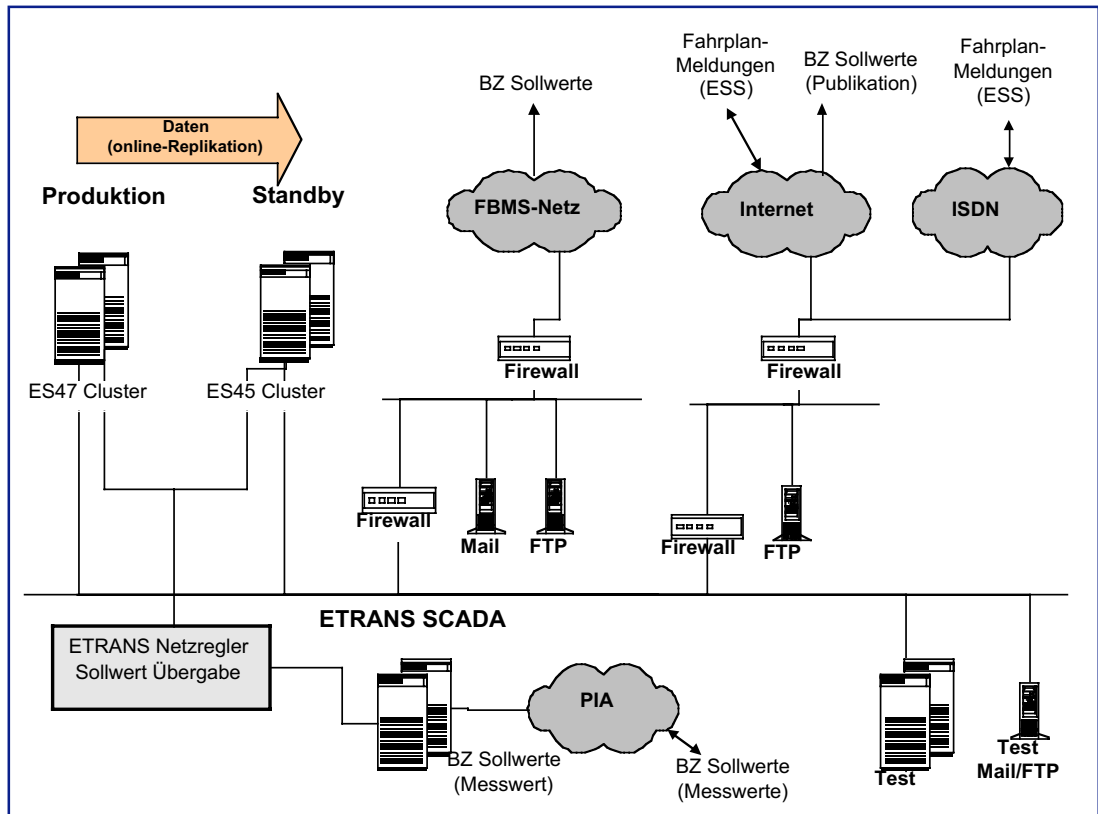 Fahrplan-
Meldungen
(ESS)
BZ Sollwerte
(Publikation)
Fahrplan-
Meldungen
(ESS)
BZ Sollwerte
Daten
(online-Replikation)
Produktion
Standby
FBMS-Netz
Internet
ISDN
Firewall
Firewall
ES47 Cluster
ES45 Cluster
Firewall
Mail
FTP
Firewall
FTP
ETRANS SCADA
ETRANS Netzregler
Sollwert Übergabe
PIA
BZ Sollwerte
(Messwert)
BZ Sollwerte
(Messwerte)
Test
Test
Mail/FTP